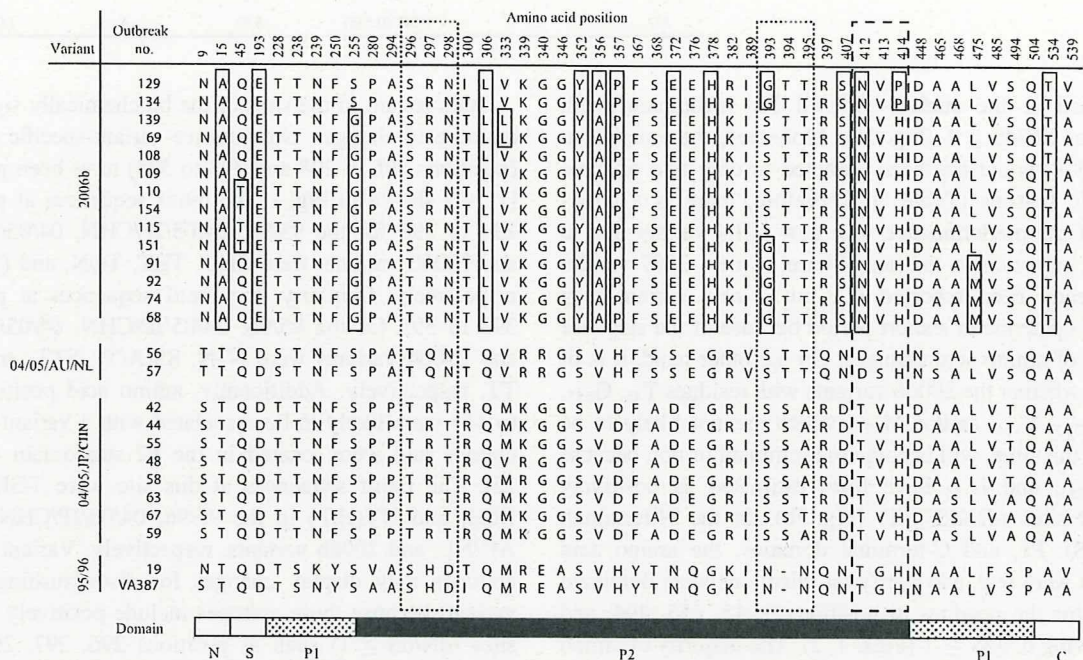 Amino acid position
Variant
Outbreak no.
9 15 45 193 228 238 239 250 255 280 294 296 297 298 300 306 333 339 340 346 352 356 357 367 368 372 376 378 382 389 393 394 395 397 407 412 413 414 448 465 468 475 485 494 504 534 539
2006b
129 N A Q E T T N F S P A S R N T L V K G G Y A P F S E E H R I S T T R S N V P D A A L V S Q T V
134 N A Q E T T N F S P A S R N T L V K G G Y A P F S E E H R I G T T R S N V P D A A L V S Q T V
139 N A Q E T T N F G P A S R N T L L K G G Y A P F S E E H R I S T T R S N V H D A A L V S Q T A
69 N A Q E T T N F G P A S R N T L L K G G Y A P F S E E H R I S T T R S N V H D A A L V S Q T A
108 N A Q E T T N F G P A S R N T L V K G G Y A P F S E E H R I S T T R S N V H D A A L V S Q T A
109 N A Q E T T N F G P A S R N T L V K G G Y A P F S E E H R I S T T R S N V H D A A L V S Q T A
110 N A T E T T N F G P A S R N T L V K G G Y A P F S E E H R I S T T R S N V H D A A L V S Q T A
154 N A T E T T N F G P A S R N T L V K G G Y A P F S E E H R I S T T R S N V H D A A L V S Q T A
115 N A T E T T N F G P A S R N T L V K G G Y A P F S E E H R I S T T R S N V H D A A L V S Q T A
151 N A T E T T N F G P A S R N T L V K G G Y A P F S E E H R I G T T R S N V H D A A L V S Q T A
92 N A Q E T T N F G P A S R N T L V K G G Y A P F S E E H R I G T T R S N V H D A A M V S Q T A
74 N A Q E T T N F G P A S R N T L V K G G Y A P F S E E H R I G T T R S N V H D A A M V S Q T A
68 N A Q E T T N F G P A S R N T L V K G G Y A P F S E E H R I G T T R S N V H D A A M V S Q T A
04/05/AU/NL
56 T T Q D S T N F S P A T Q N T Q V R R G S V H F S E G R V S T T Q N D S H N S A L V S Q A A
57 T T Q D S T N F S P A T Q N T Q V R R G S V H F S E G R V S T T Q N D S H N S A L V S Q A A
04/05/JP/CN
42 S T Q D T T N F S P P T R T R Q M K G G S V D F A D E G R I S S A R D T V H D A A L V T Q A A
44 S T Q D T T N F S P P T R T R Q M K G G S V D F A D E G R I S S A R D T V H D A A L V T Q A A
55 S T Q D T T N F S P P T R T R Q M K G G S V D F A D E G R I S S A R D T V H D A A L V T Q A A
48 S T Q D T T N F S P P T R T R Q V R G G S V D F A D E G R I S S A R D T V H D A A L V T Q A A
49 S T Q D T T N F S P P T R T R Q M K G G S V D F A D E G R I S S A R D T V H D A A L V T Q A A
63 S T Q D T T N F S P P T R T R Q M K G G S V D F A D E G R I S S A R D T V H D A S L V T Q A A
67 S T Q D T T N F S P P T R T R Q M K G G S V D F A D E G R I S S A R D T V H D A S L V A Q A A
59 S T Q D T T N F S P P T R T R Q M K G G S V D F A D E G R I S S A R D T V H D A A L V A Q A A
95/96
19 N T Q D T S K Y S V A S H D T Q M R E A S V H Y T N Q G K I N - N Q N T G H N A A L F S P A A
A387 S T Q D T S N F S A A S H D T Q M R E A S V H Y T N Q G K I N - N Q N T G H N A A L V S P A A
Domain
N S P1 P2 P1 C